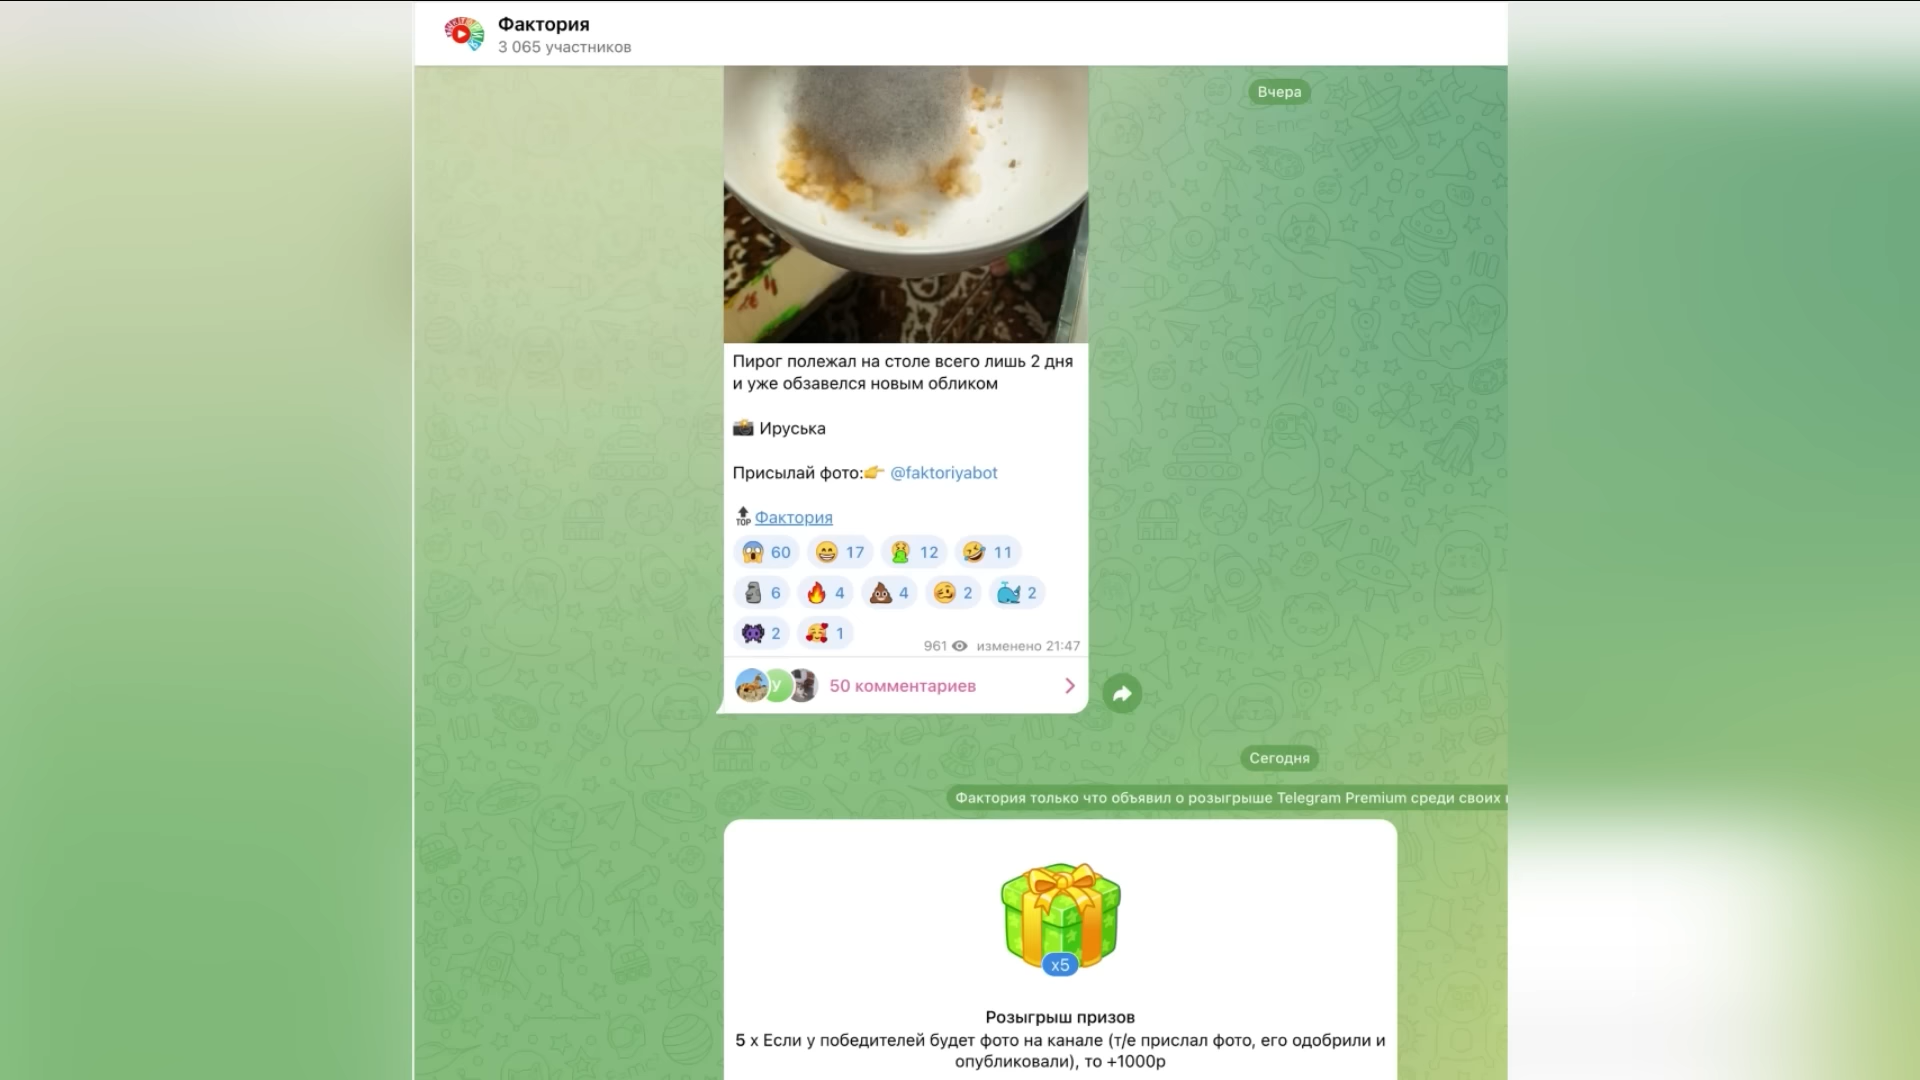 Фактория
3 065 участников
Вчера
Пирог полежал на столе всего лишь 2 дня
и уже обзавелся новым обликом
📸 Ируська
Присылай фото:👉 @faktoriyabot
🔝 Фактория
😱 60 😁 17 🤮 12 🤣 11
🗿 6 🔥 4 💩 4 🥴 2 🐳 2
👾 2 🥰 1
961 изменено 21:47
У
50 комментариев
Сегодня
Фактория только что объявил о розыгрыше Telegram Premium среди своих
x5
Розыгрыш призов
5 x Если у победителей будет фото на канале (т/е прислал фото, его одобрили и
опубликовали), то +1000р